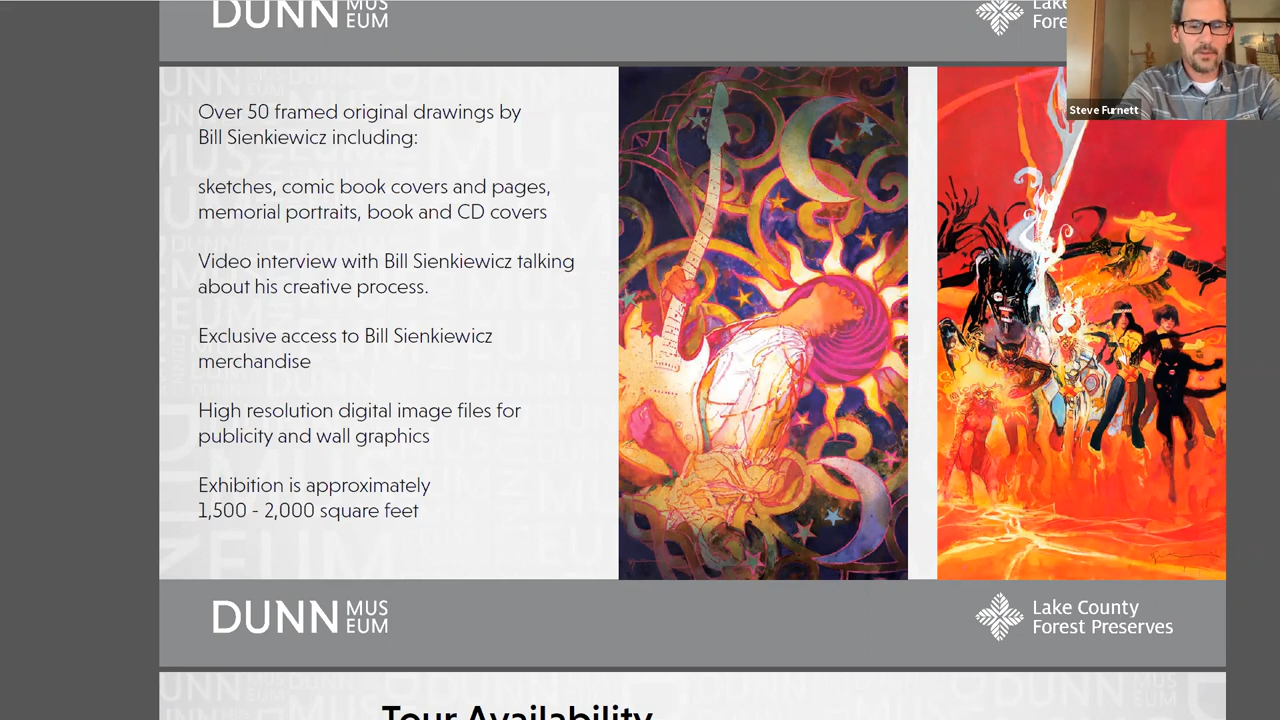 DUNN MUS
EUM
Lake
Fore
Steve Furnett
Over 50 framed original drawings by
Bill Sienkiewicz including:
sketches, comic book covers and pages,
memorial portraits, book and CD covers
Video interview with Bill Sienkiewicz talking
about his creative process.
Exclusive access to Bill Sienkiewicz
merchandise
High resolution digital image files for
publicity and wall graphics
Exhibition is approximately
1,500 - 2,000 square feet
DUNN MUS
EUM
Lake County
Forest Preserves
Tour Availability